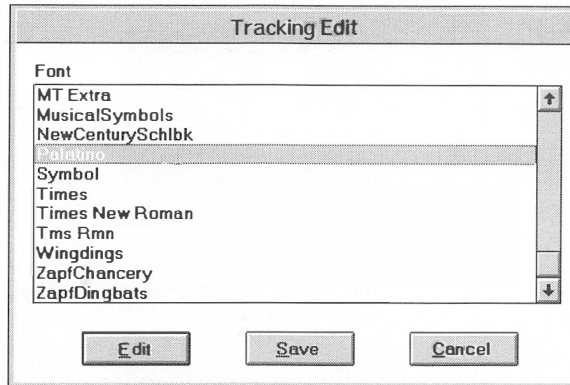 Tracking Edit
Font
MT Extra
MusicalSymbols
NewCenturySchlbk
Palatino
Symbol
Times
Times New Roman
Tms Rmn
Wingdings
ZapfChancery
ZapfDingbats
Edit Save Cancel